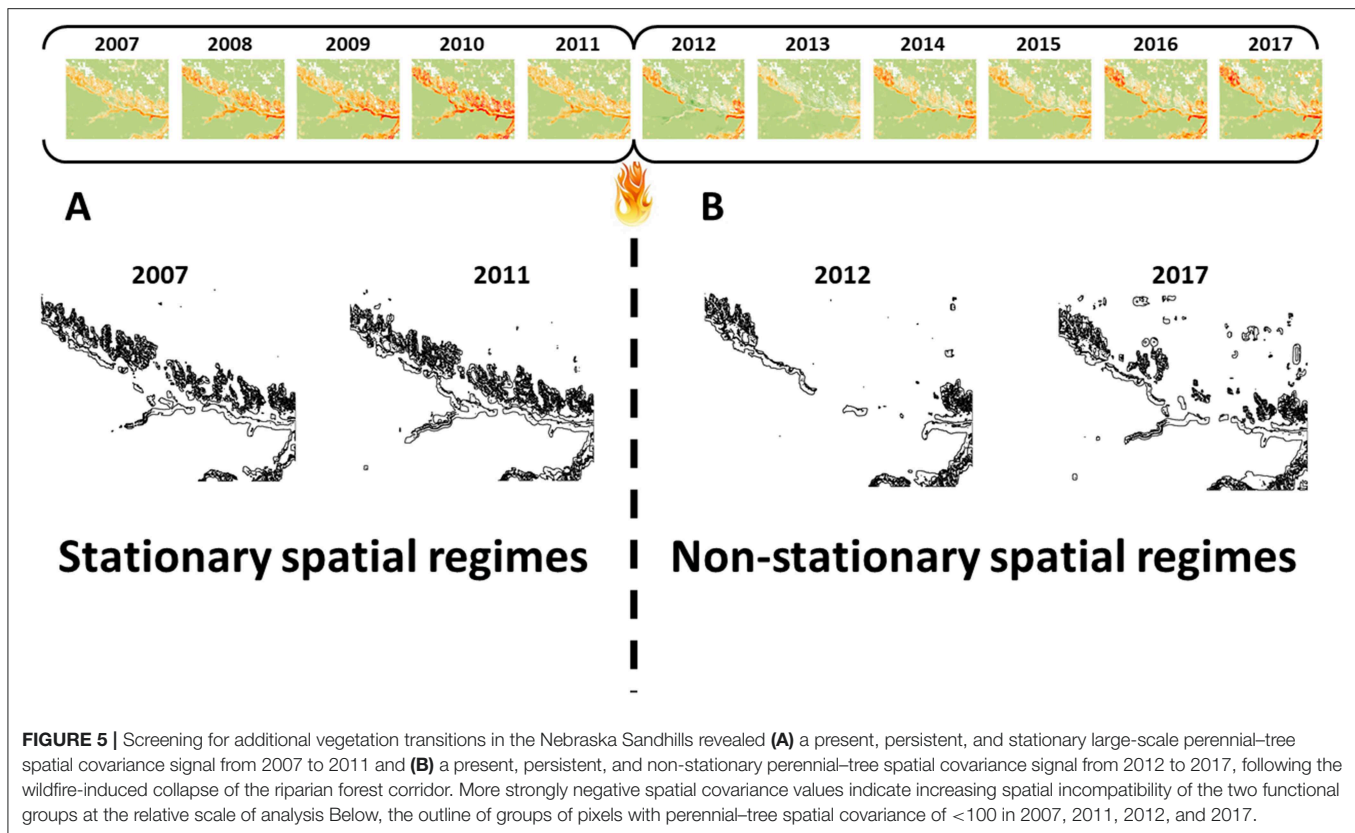 2007 2008 2009 2010 2011 2012 2013 2014 2015 2016 2017
A B
2007 2011 2012 2017
Stationary spatial regimes Non-stationary spatial regimes
FIGURE 5 | Screening for additional vegetation transitions in the Nebraska Sandhills revealed (A) a present, persistent, and stationary large-scale perennial–tree
spatial covariance signal from 2007 to 2011 and (B) a present, persistent, and non-stationary perennial–tree spatial covariance signal from 2012 to 2017, following the
wildfire-induced collapse of the riparian forest corridor. More strongly negative spatial covariance values indicate increasing spatial incompatibility of the two functional
groups at the relative scale of analysis Below, the outline of groups of pixels with perennial–tree spatial covariance of <100 in 2007, 2011, 2012, and 2017.